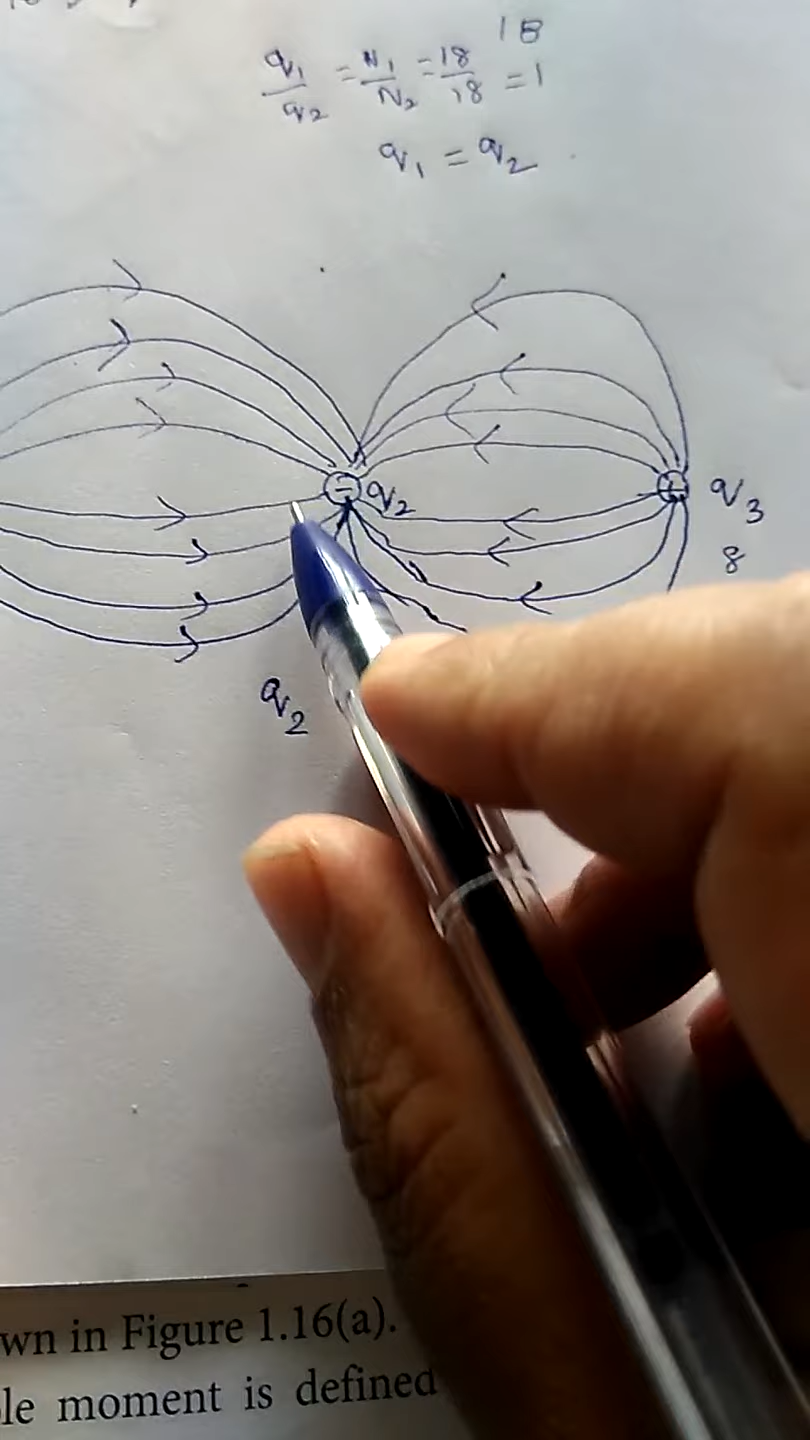 18
q₁/q₂ = N₁/N₂ = 18/18 = 1
q₁ = q₂
q₂
q₃
8
q₂
wn in Figure 1.16(a).
le moment is defined